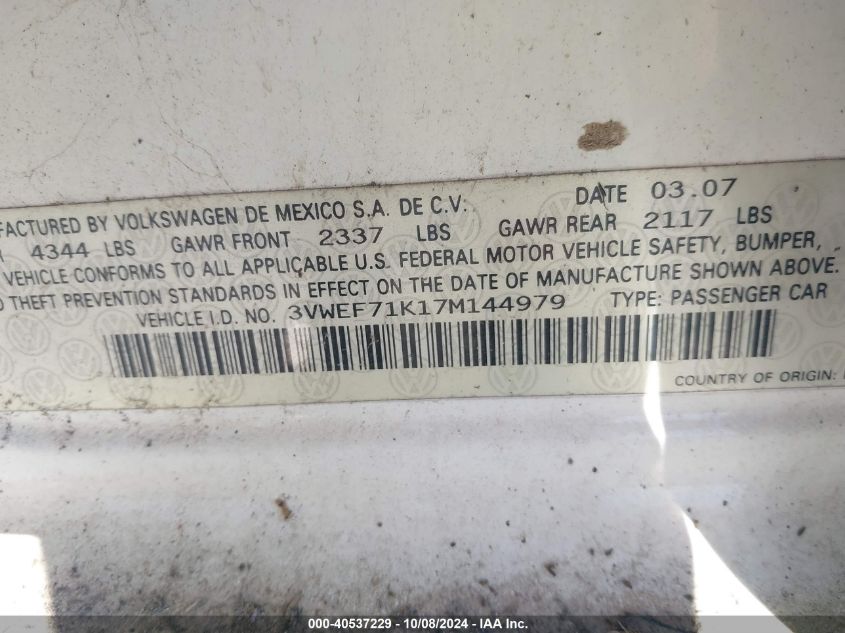 FACTURED BY VOLKSWAGEN DE MEXICO S.A. DE C.V. DATE 03.07
4344 LBS GAWR FRONT 2337 LBS GAWR REAR 2117 LBS
VEHICLE CONFORMS TO ALL APPLICABLE U.S. FEDERAL MOTOR VEHICLE SAFETY, BUMPER,
THEFT PREVENTION STANDARDS IN EFFECT ON THE DATE OF MANUFACTURE SHOWN ABOVE.
VEHICLE I.D. NO. 3VWEF71K17M144979 TYPE: PASSENGER CAR
COUNTRY OF ORIGIN:
000-40537229 - 10/08/2024 - IAA Inc.